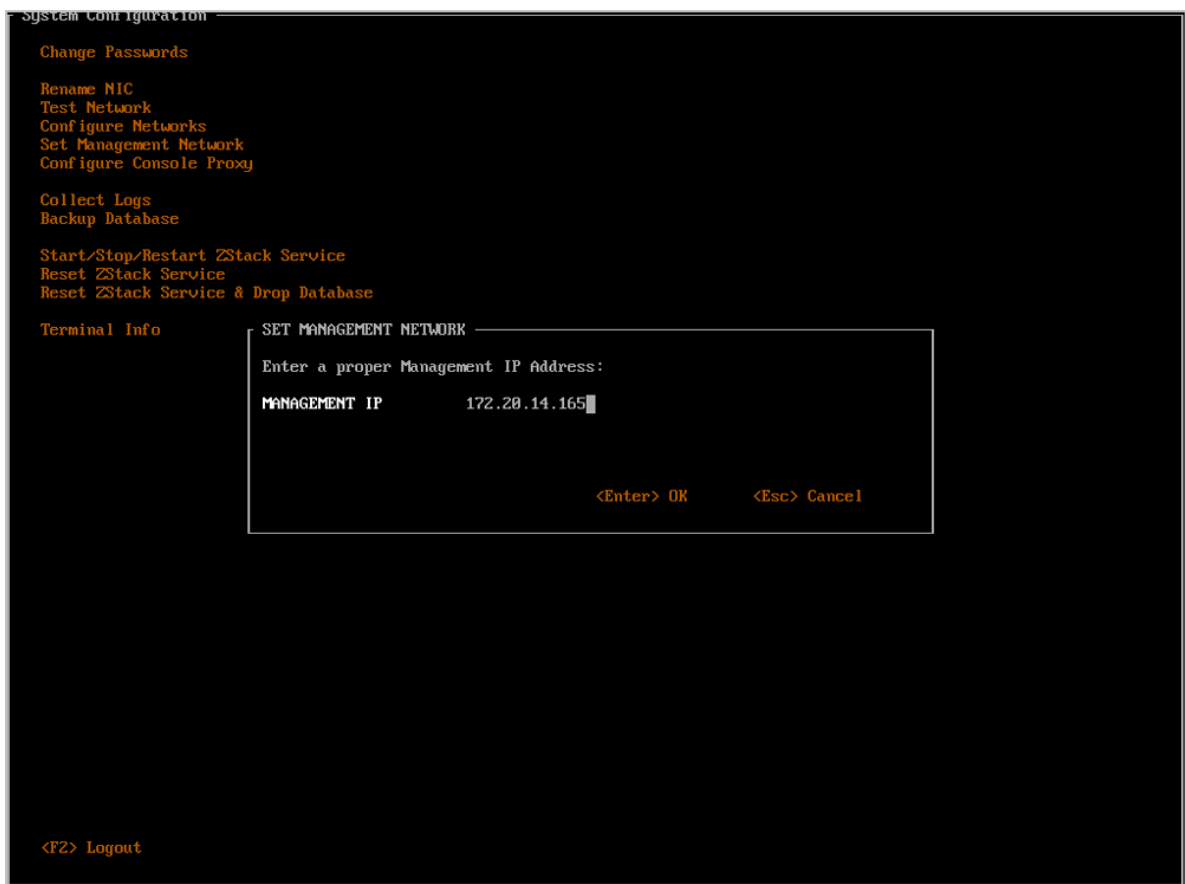 System Configuration
Change Passwords
Rename NIC
Test Network
Configure Networks
Set Management Network
Configure Console Proxy
Collect Logs
Backup Database
Start/Stop/Restart ZStack Service
Reset ZStack Service
Reset ZStack Service & Drop Database
Terminal Info
SET MANAGEMENT NETWORK
Enter a proper Management IP Address:
MANAGEMENT IP 172.20.14.165
<Enter> OK <Esc> Cancel
<F2> Logout